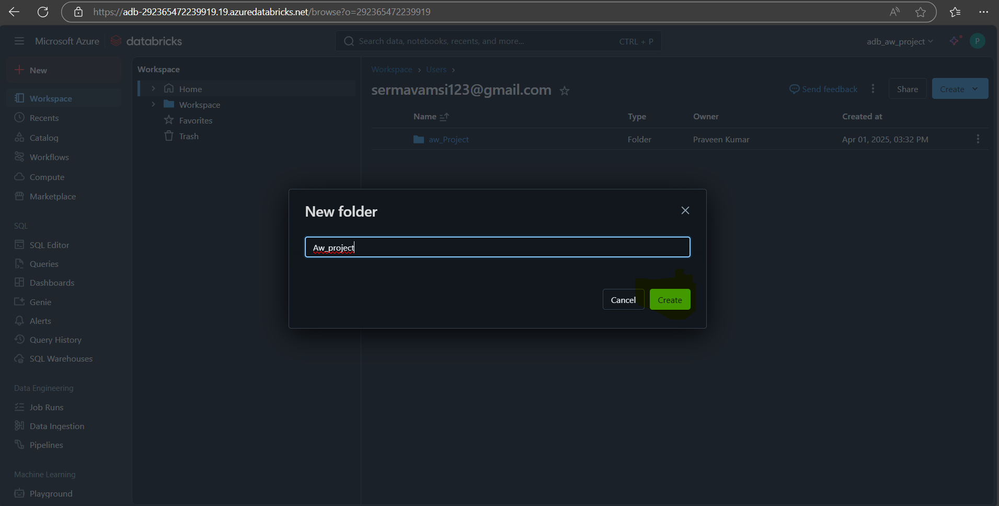 https://adb-292365472239919.19.azuredatabricks.net/browse?o=292365472239919
Microsoft Azure databricks
Search data, notebooks, recents, and more... CTRL + P
adb_aw_project
P
New
Workspace
Recents
Catalog
Workflows
Compute
Marketplace
SQL
SQL Editor
Queries
Dashboards
Genie
Alerts
Query History
SQL Warehouses
Data Engineering
Job Runs
Data Ingestion
Pipelines
Machine Learning
Playground
Workspace
Home
Workspace
Favorites
Trash
Workspace > Users >
sermavamsi123@gmail.com
Send feedback
Share
Create
Name Type Owner Created at
aw_Project Folder Praveen Kumar Apr 01, 2025, 03:32 PM
New folder
Aw_project
Cancel Create